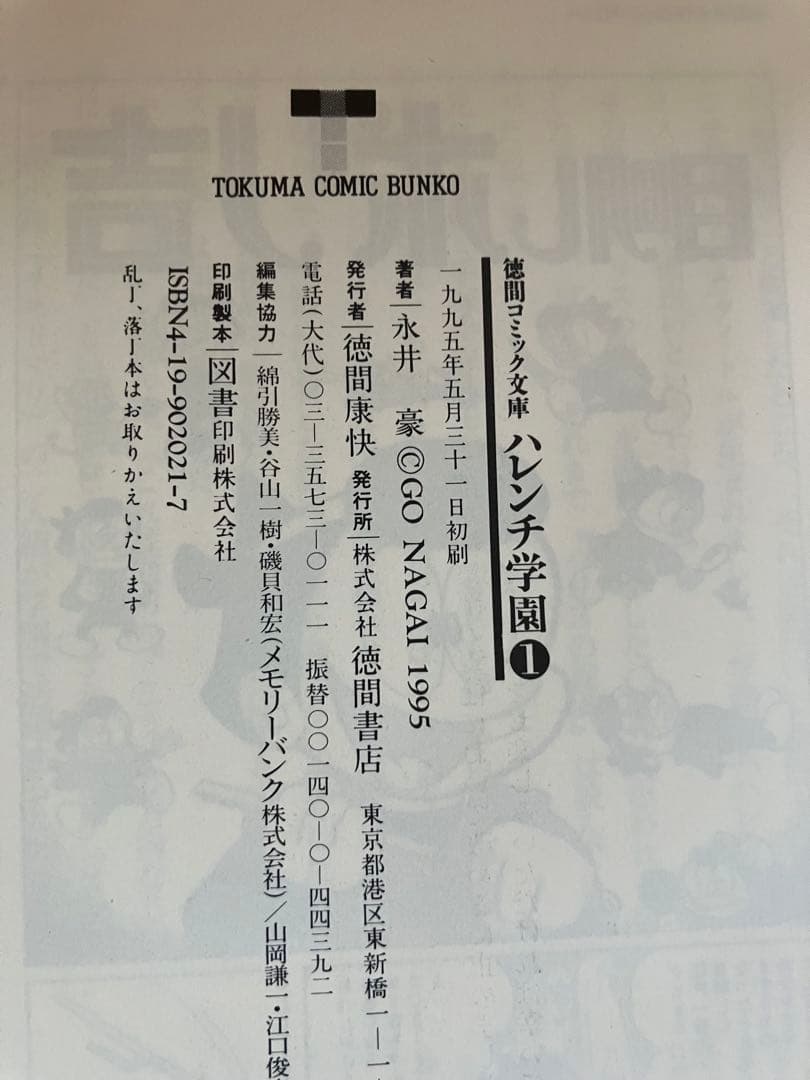 TOKUMA COMIC BUNKO
徳間コミック文庫 ハレンチ学園❶
一九九五年五月三十一日初刷
著者 永井 豪 ©GO NAGAI 1995
発行者 徳間康快 発行所 株式会社 徳間書店 東京都港区東新橋一—一
電話(大代)〇三—三五七三—〇一一一 振替〇〇一四〇—〇—四四三九二
編集協力 綿引勝美・谷山一樹・磯貝和宏(メモリーバンク株式会社)/山岡謙一・江口俊
印刷製本 図書印刷株式会社
ISBN4-19-902021-7
乱丁、落丁本はお取りかえいたします